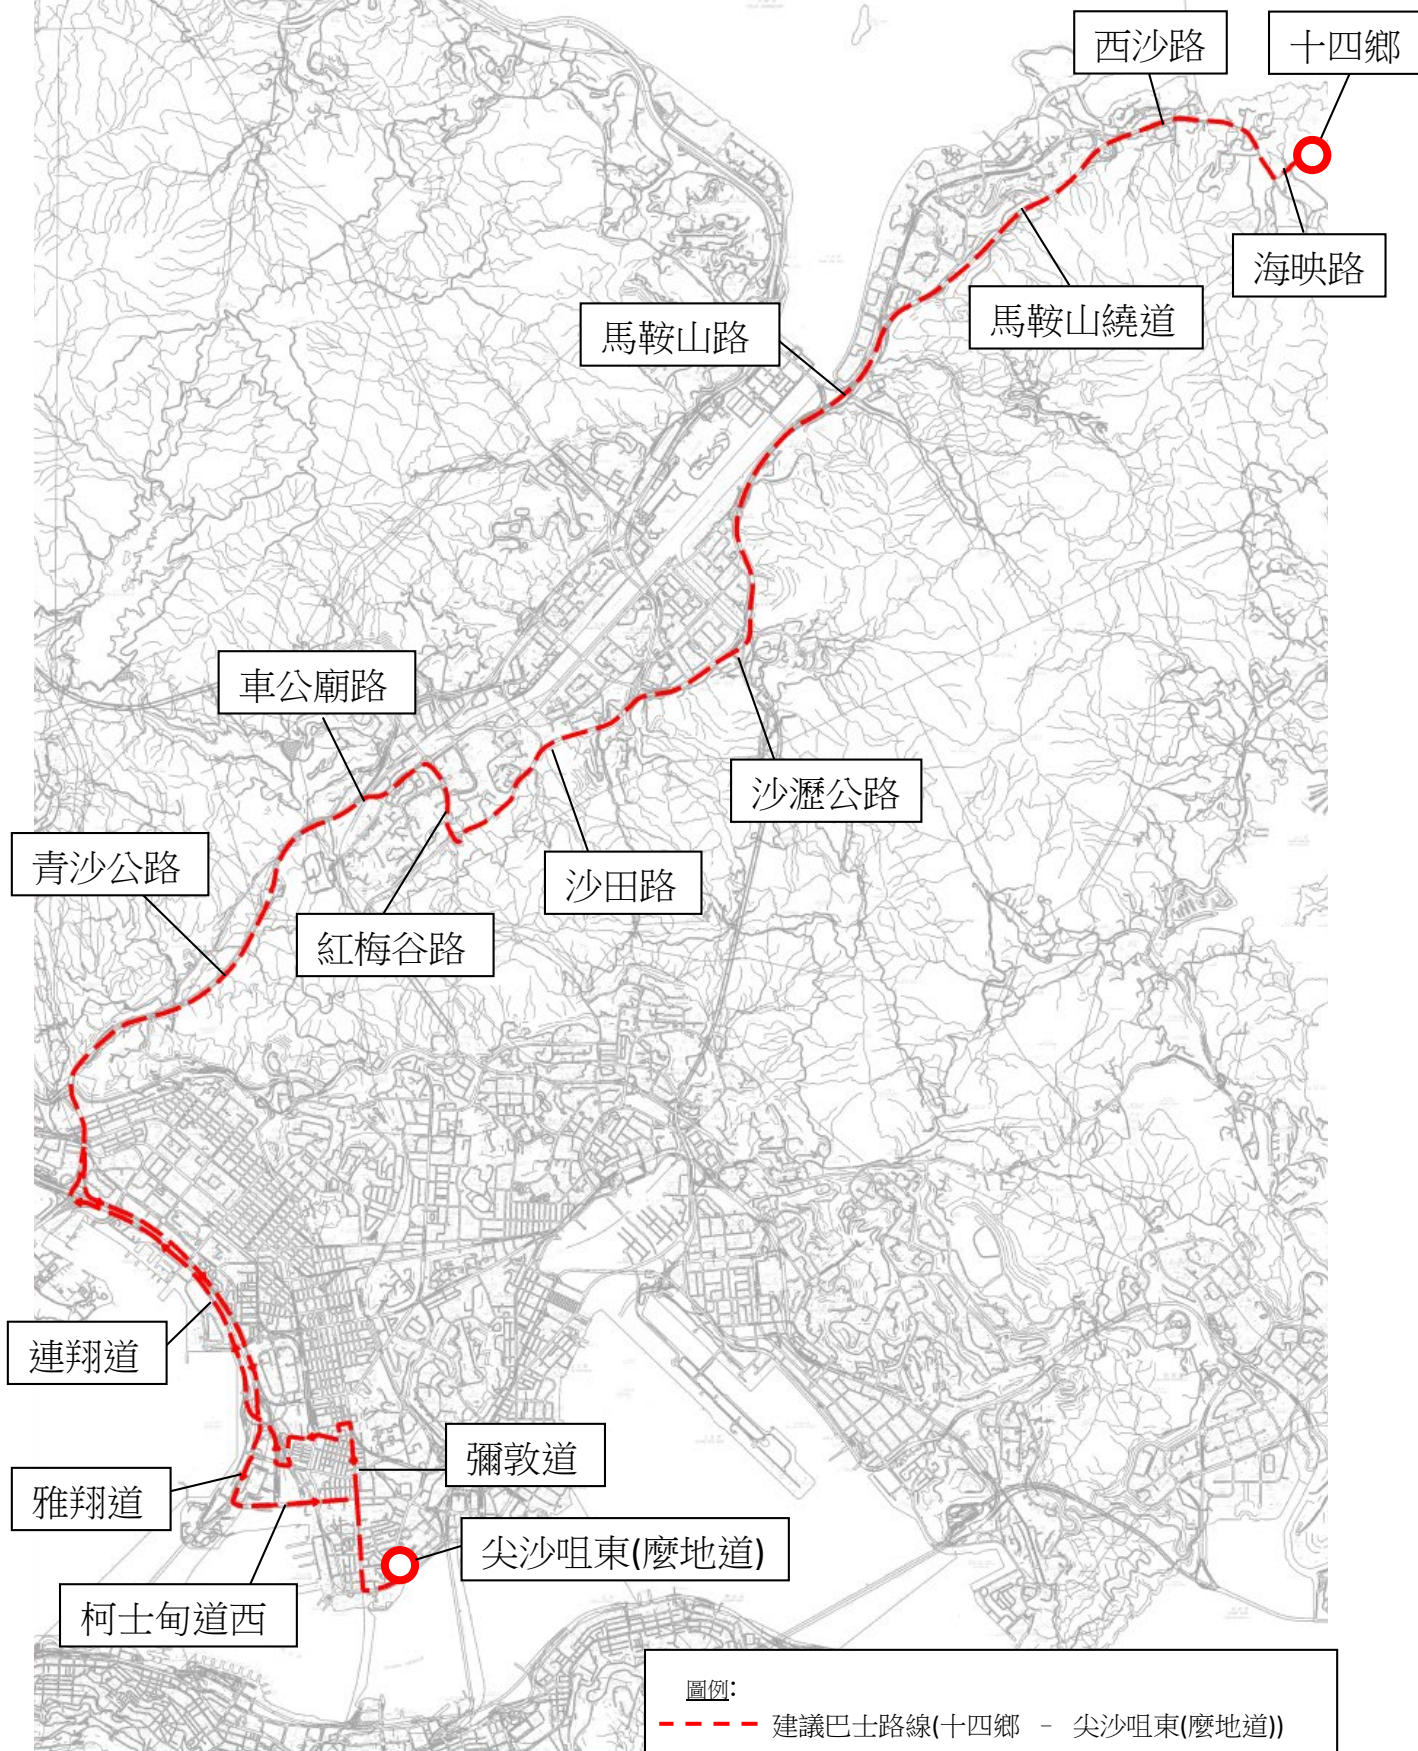 西沙路
十四鄉
海映路
馬鞍山繞道
馬鞍山路
車公廟路
沙瀝公路
青沙公路
沙田路
紅梅谷路
連翔道
彌敦道
雅翔道
尖沙咀東(麼地道)
柯士甸道西
圖例:
建議巴士路線(十四鄉 - 尖沙咀東(麼地道))